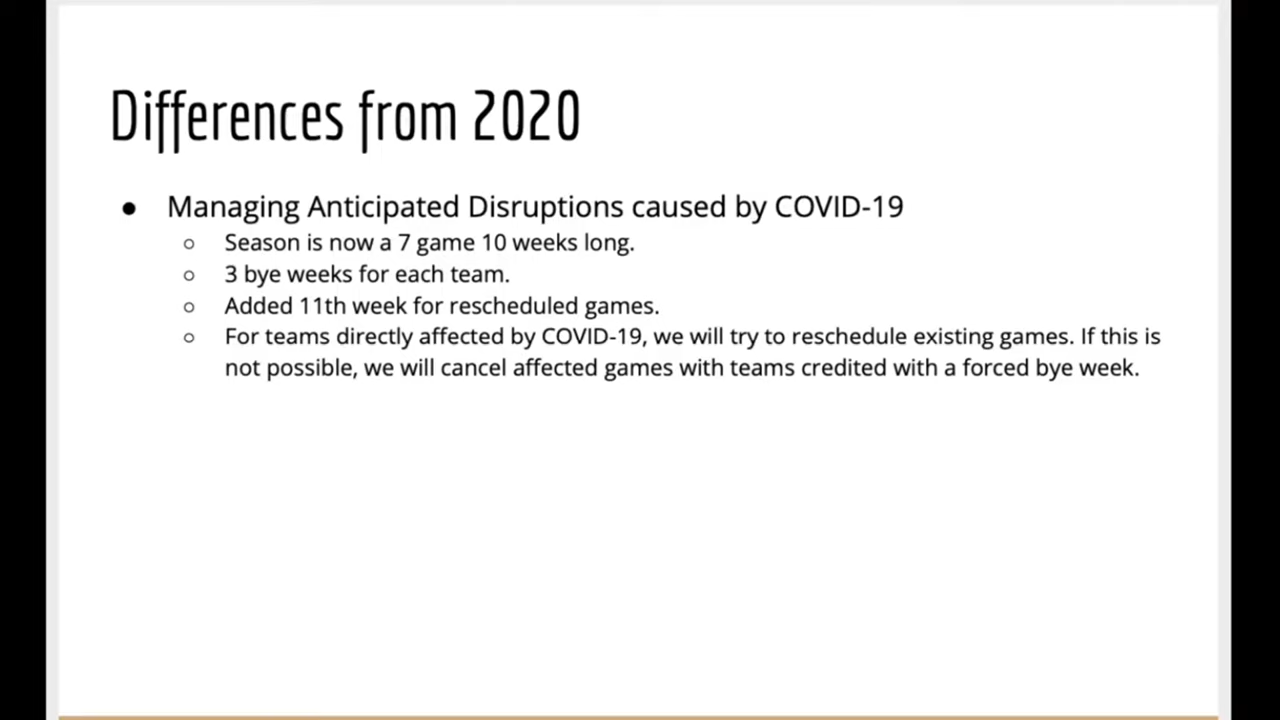 Differences from 2020
● Managing Anticipated Disruptions caused by COVID-19
○ Season is now a 7 game 10 weeks long.
○ 3 bye weeks for each team.
○ Added 11th week for rescheduled games.
○ For teams directly affected by COVID-19, we will try to reschedule existing games. If this is
not possible, we will cancel affected games with teams credited with a forced bye week.